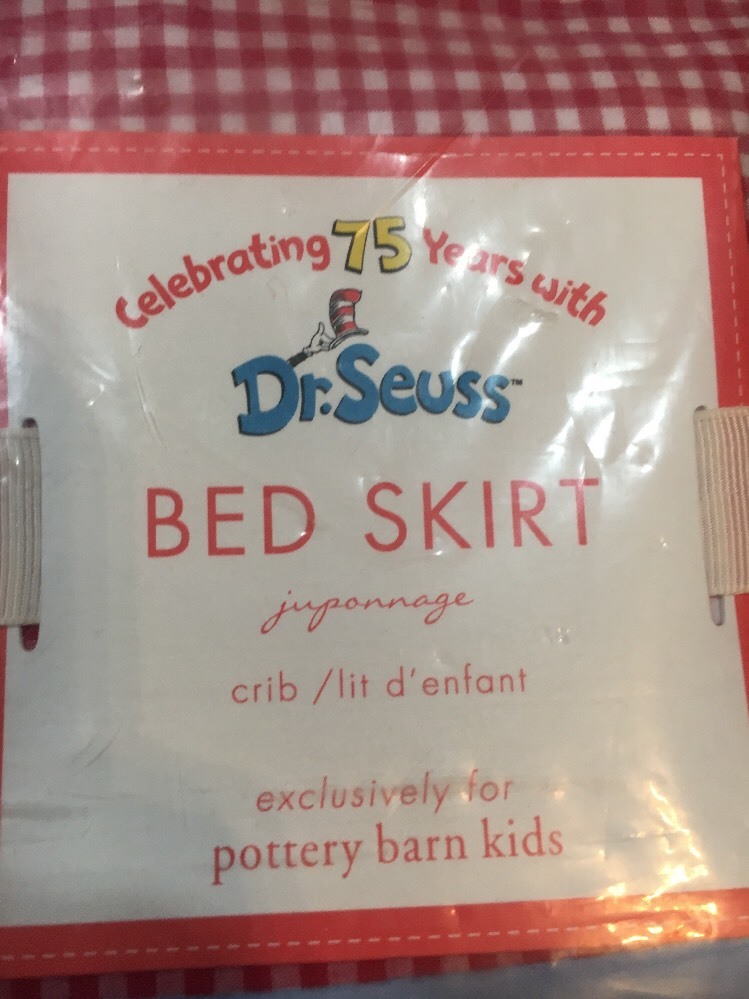 Celebrating 75 Years with
Dr. Seuss™
BED SKIRT
juponnage
crib /lit d'enfant
exclusively for
pottery barn kids